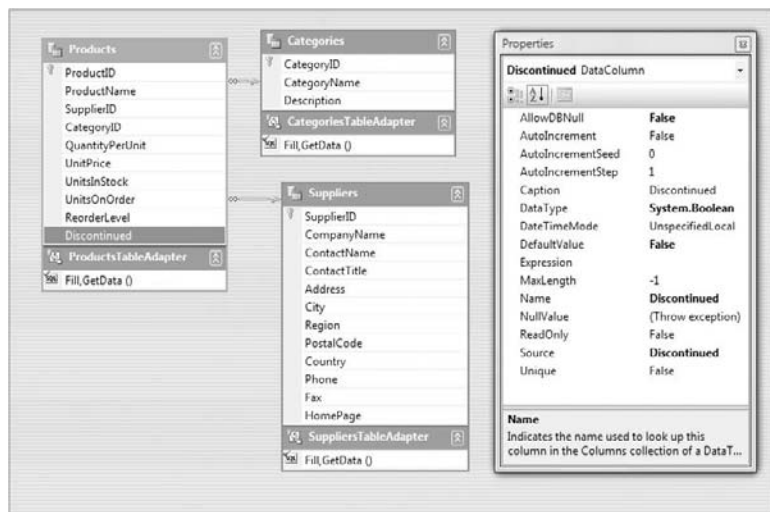 Products
ProductID
ProductName
SupplierID
CategoryID
QuantityPerUnit
UnitPrice
UnitsInStock
UnitsOnOrder
ReorderLevel
Discontinued
ProductsTableAdapter
Fill,GetData ()
Categories
CategoryID
CategoryName
Description
CategoriesTableAdapter
Fill,GetData ()
Suppliers
SupplierID
CompanyName
ContactName
ContactTitle
Address
City
Region
PostalCode
Country
Phone
Fax
HomePage
SuppliersTableAdapter
Fill,GetData ()
Properties
Discontinued DataColumn
AllowDBNull False
AutoIncrement False
AutoIncrementSeed 0
AutoIncrementStep 1
Caption Discontinued
DataType System.Boolean
DateTimeMode UnspecifiedLocal
DefaultValue False
Expression
MaxLength -1
Name Discontinued
NullValue (Throw exception)
ReadOnly False
Source Discontinued
Unique False
Name
Indicates the name used to look up this
column in the Columns collection of a DataT...